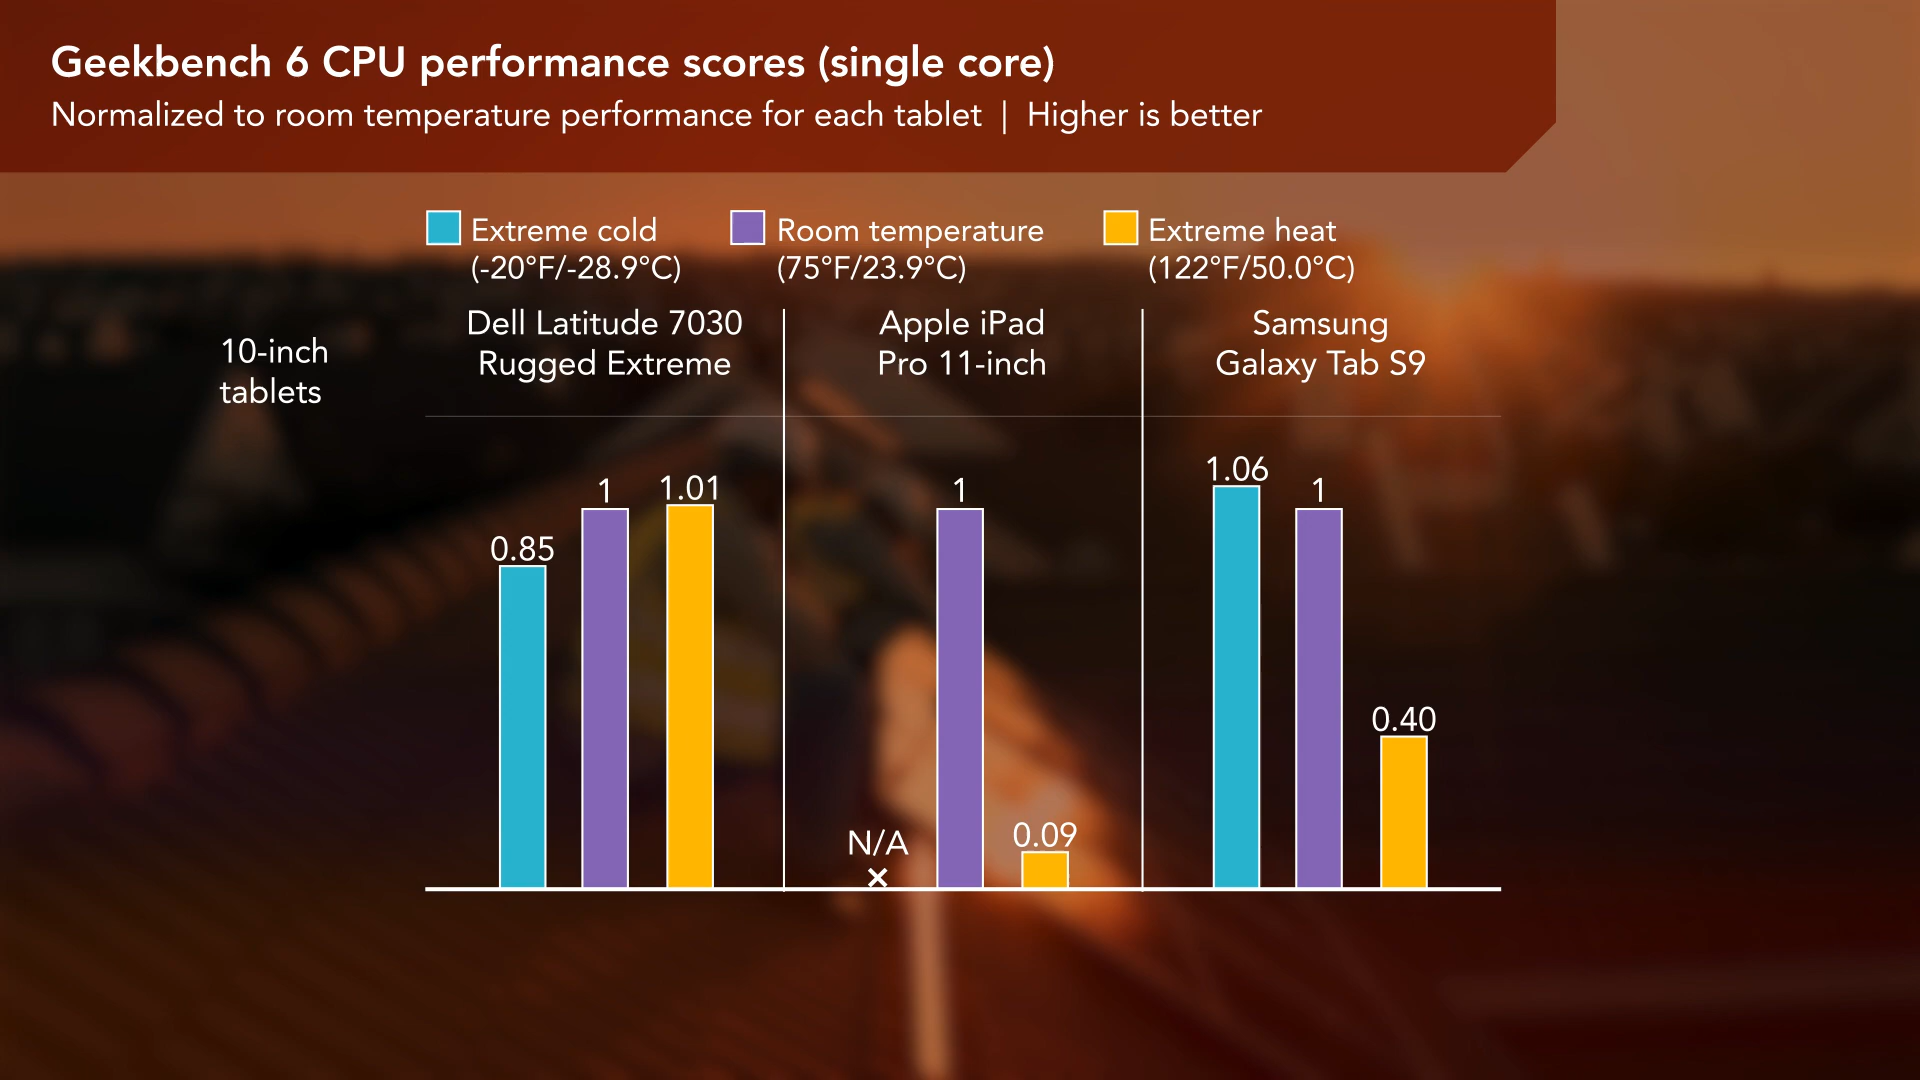 Geekbench 6 CPU performance scores (single core)
Normalized to room temperature performance for each tablet | Higher is better
Extreme cold
(-20°F/-28.9°C)
Room temperature
(75°F/23.9°C)
Extreme heat
(122°F/50.0°C)
10-inch
tablets
Dell Latitude 7030
Rugged Extreme
Apple iPad
Pro 11-inch
Samsung
Galaxy Tab S9
0.85
1
1.01
N/A
1
0.09
1.06
1
0.40